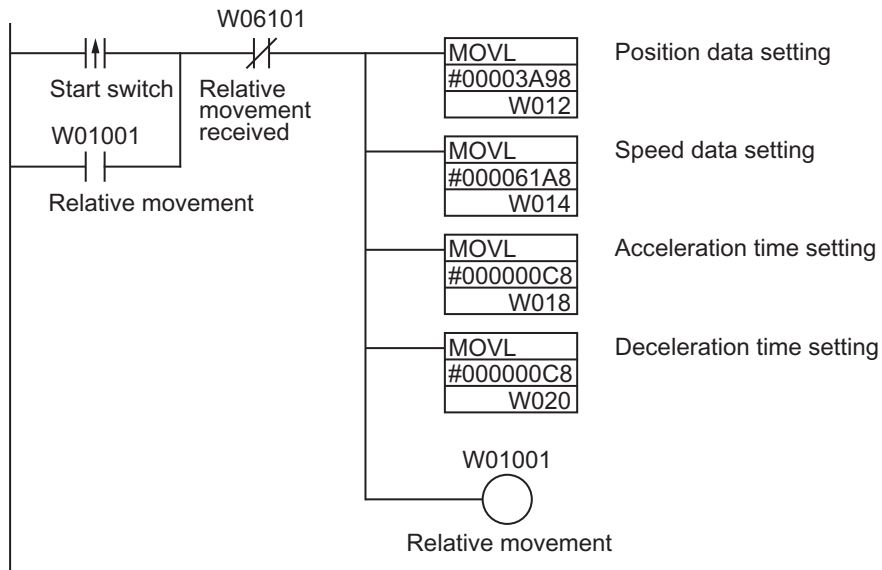 W06101
Start switch
Relative
movement
received
W01001
Relative movement
MOVL
#00003A98
W012
Position data setting
MOVL
#000061A8
W014
Speed data setting
MOVL
#000000C8
W018
Acceleration time setting
MOVL
#000000C8
W020
Deceleration time setting
W01001
Relative movement